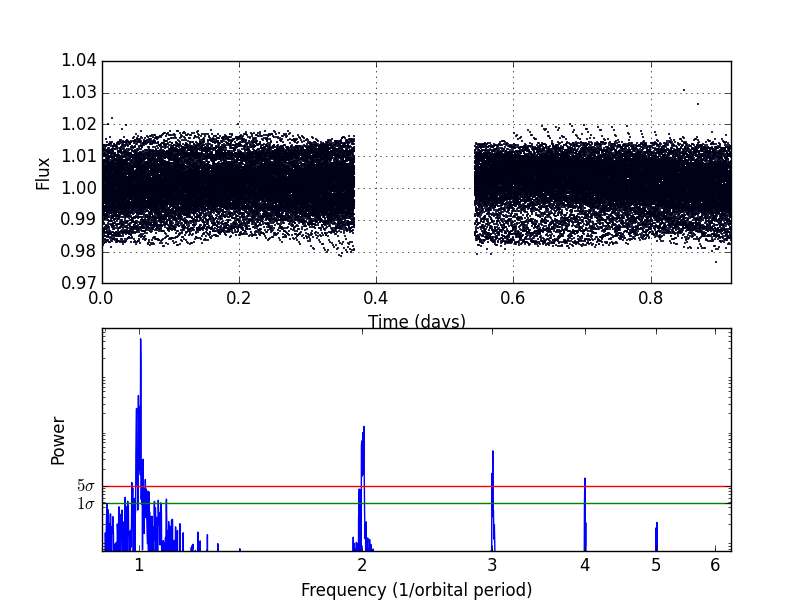 1.04
1.03
1.02
1.01
1.00
0.99
0.98
0.97
Flux
0.0 0.2 0.4 0.6 0.8
Time (days)
Power
5σ
1σ
1 2 3 4 5 6
Frequency (1/orbital period)